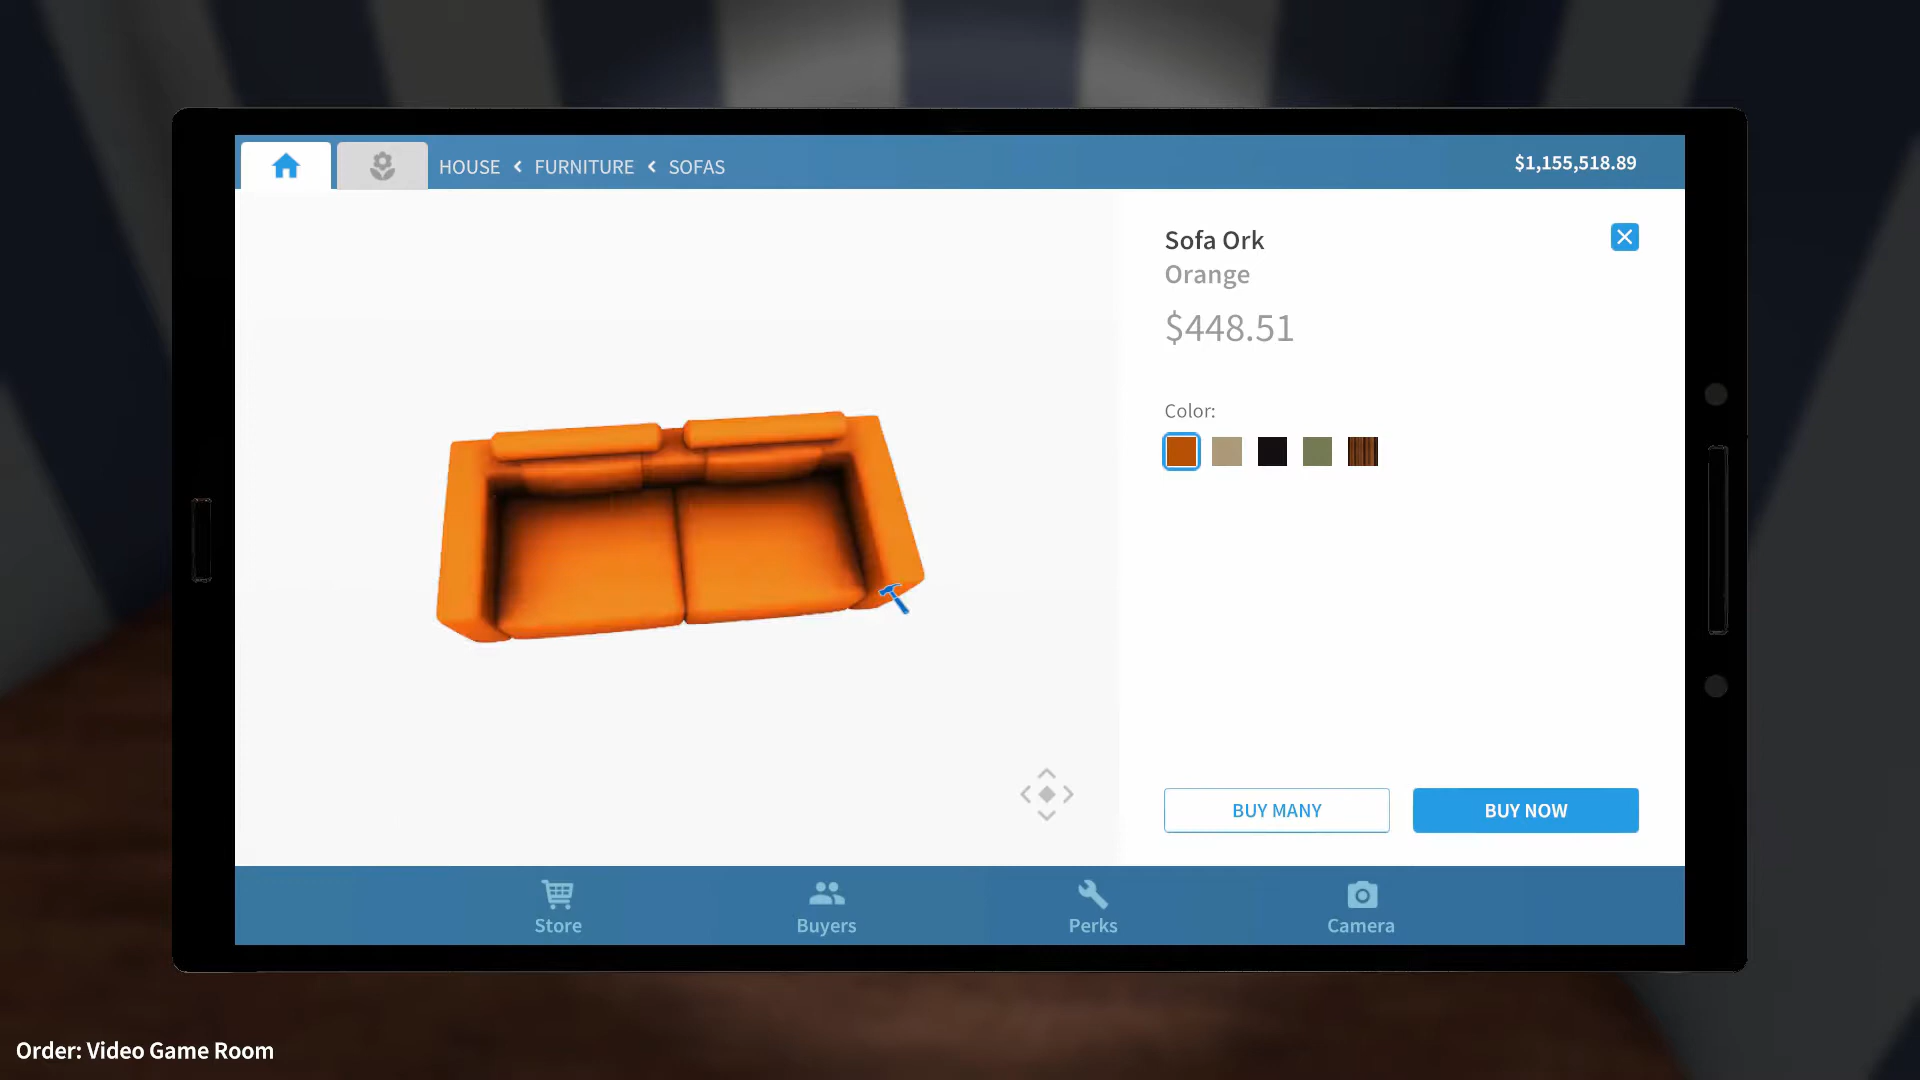 HOUSE < FURNITURE < SOFAS
$1,155,518.89
Sofa Ork
Orange
$448.51
Color:
BUY MANY
BUY NOW
Store
Buyers
Perks
Camera
Order: Video Game Room